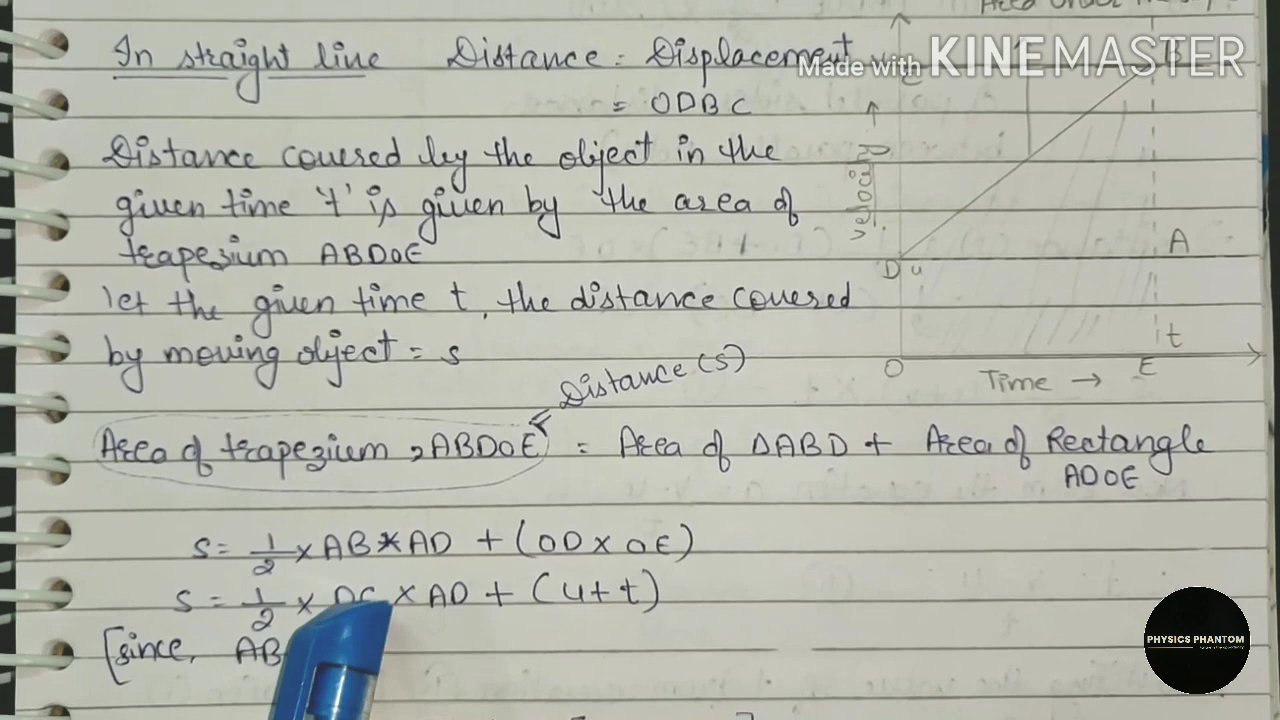 In straight line Distance = Displacement
= ODBC
Distance covered by the object in the
given time 't' is given by the area of
trapezium ABDOE
let the given time t, the distance covered
by moving object = s
Distance (s)
Area of trapezium, ABDOE = Area of ΔABD + Area of Rectangle
ADOE
s = 1/2 × AB × AD + (OD × OE)
s = 1/2 × DC × AD + (u + t)
[since, AB
Made with KINEMASTER
C
B
velocity
D u
A
t
O
Time →
E
PHYSICS PHANTOM